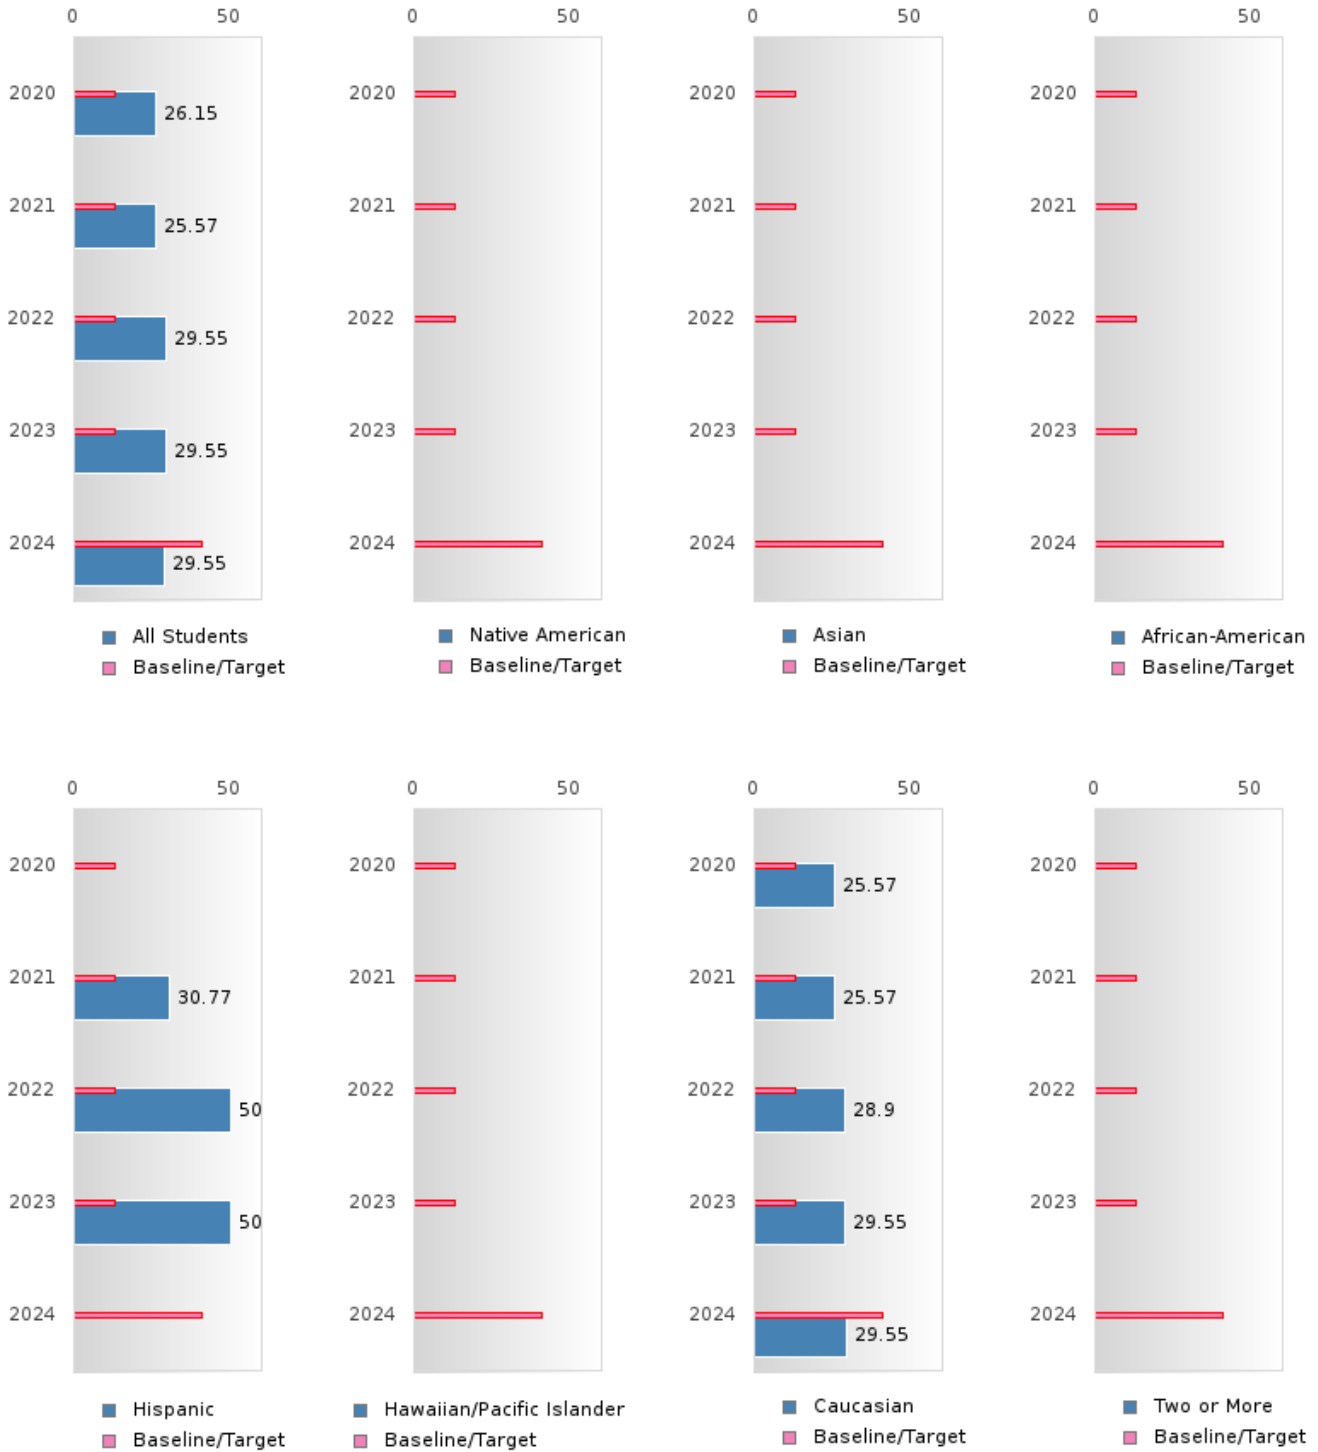 0 50 0 50 0 50 0 50
2020 26.15 2020 2020 2020
2021 25.57 2021 2021 2021
2022 29.55 2022 2022 2022
2023 29.55 2023 2023 2023
2024 29.55 2024 2024 2024
All Students Native American Asian African-American
Baseline/Target Baseline/Target Baseline/Target Baseline/Target
0 50 0 50 0 50 0 50
2020 2020 2020 25.57 2020
2021 30.77 2021 2021 25.57 2021
2022 50 2022 2022 28.9 2022
2023 50 2023 2023 29.55 2023
2024 2024 2024 29.55 2024
Hispanic Hawaiian/Pacific Islander Caucasian Two or More
Baseline/Target Baseline/Target Baseline/Target Baseline/Target